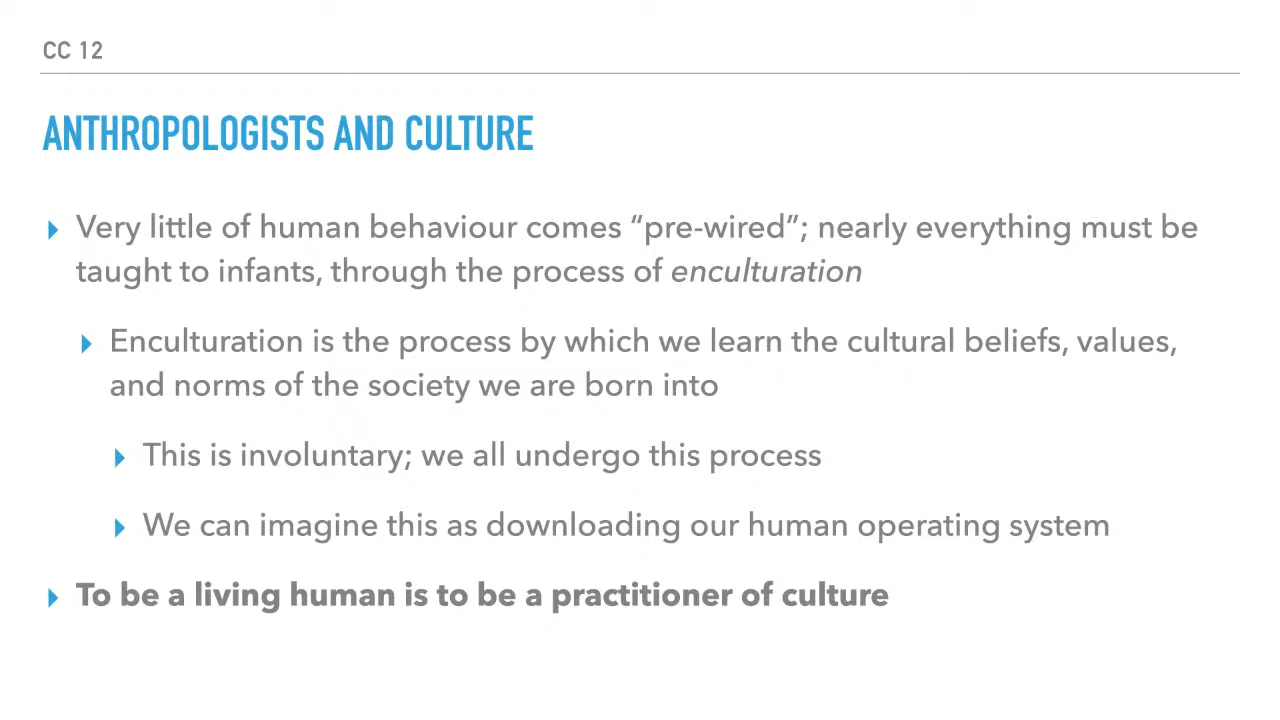 CC 12
ANTHROPOLOGISTS AND CULTURE
Very little of human behaviour comes “pre-wired”; nearly everything must be
taught to infants, through the process of enculturation
Enculturation is the process by which we learn the cultural beliefs, values,
and norms of the society we are born into
This is involuntary; we all undergo this process
We can imagine this as downloading our human operating system
To be a living human is to be a practitioner of culture